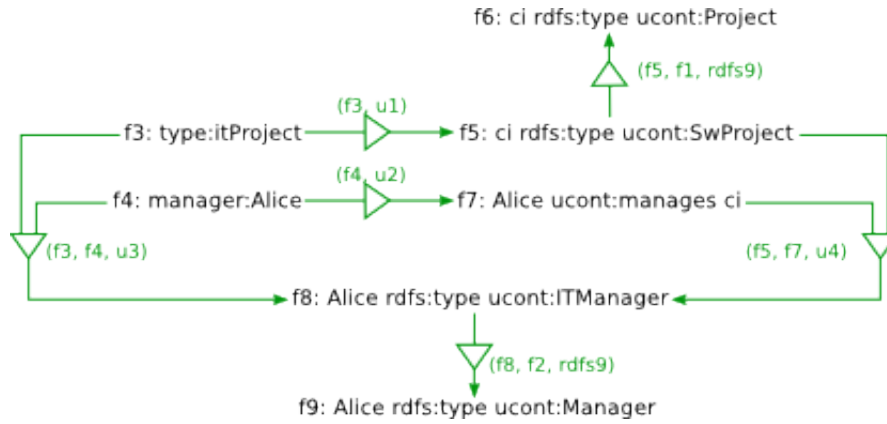 f6: ci rdfs:type ucont:Project
(f5, f1, rdfs9)
(f3, u1)
f3: type:itProject
f5: ci rdfs:type ucont:SwProject
(f4, u2)
f4: manager:Alice
f7: Alice ucont:manages ci
(f3, f4, u3)
(f5, f7, u4)
f8: Alice rdfs:type ucont:ITManager
(f8, f2, rdfs9)
f9: Alice rdfs:type ucont:Manager